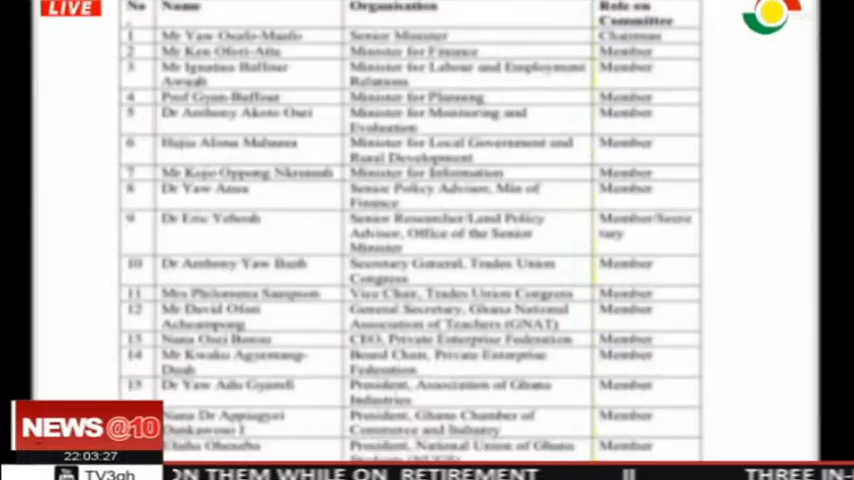 LIVE
No Name Organisation Role on
. Committee
1 Mr Yaw Osafo-Maafo Senior Minister Chairman
2 Mr Ken Ofori-Atta Minister for Finance Member
3 Mr Ignatius Baffour Minister for Labour and Employment Member
Awuah Relations
4 Prof Gyan-Baffour Minister for Planning Member
5 Dr Anthony Akoto Osei Minister for Monitoring and Member
Evaluation
6 Hajia Alima Mahama Minister for Local Government and Member
Rural Development
7 Mr Kojo Oppong Nkrumah Minister for Information Member
8 Dr Yaw Ansu Senior Policy Advisor, Min of Member
Finance
9 Dr Eric Yeboah Senior Researcher/Land Policy Member/Secre
Advisor, Office of the Senior tary
Minister
10 Dr Anthony Yaw Baah Secretary General, Trades Union Member
Congress
11 Mrs Philomena Sampson Vice Chair, Trades Union Congress Member
12 Mr David Ofori General Secretary, Ghana National Member
Acheampong Association of Teachers (GNAT)
13 Nana Osei Bonsu CEO, Private Enterprise Federation Member
14 Mr Kwaku Agyemang- Board Chair, Private Enterprise Member
Duah Federation
15 Dr Yaw Adu Gyamfi President, Association of Ghana Member
Industries
Nana Dr Appiagyei President, Ghana Chamber of Member
Dankawoso I Commerce and Industry
President, National Union of Ghana Member
NEWS@10
22:03:27
TV3gh
ON THEM WHILE ON RETIREMENT II THREE IN-